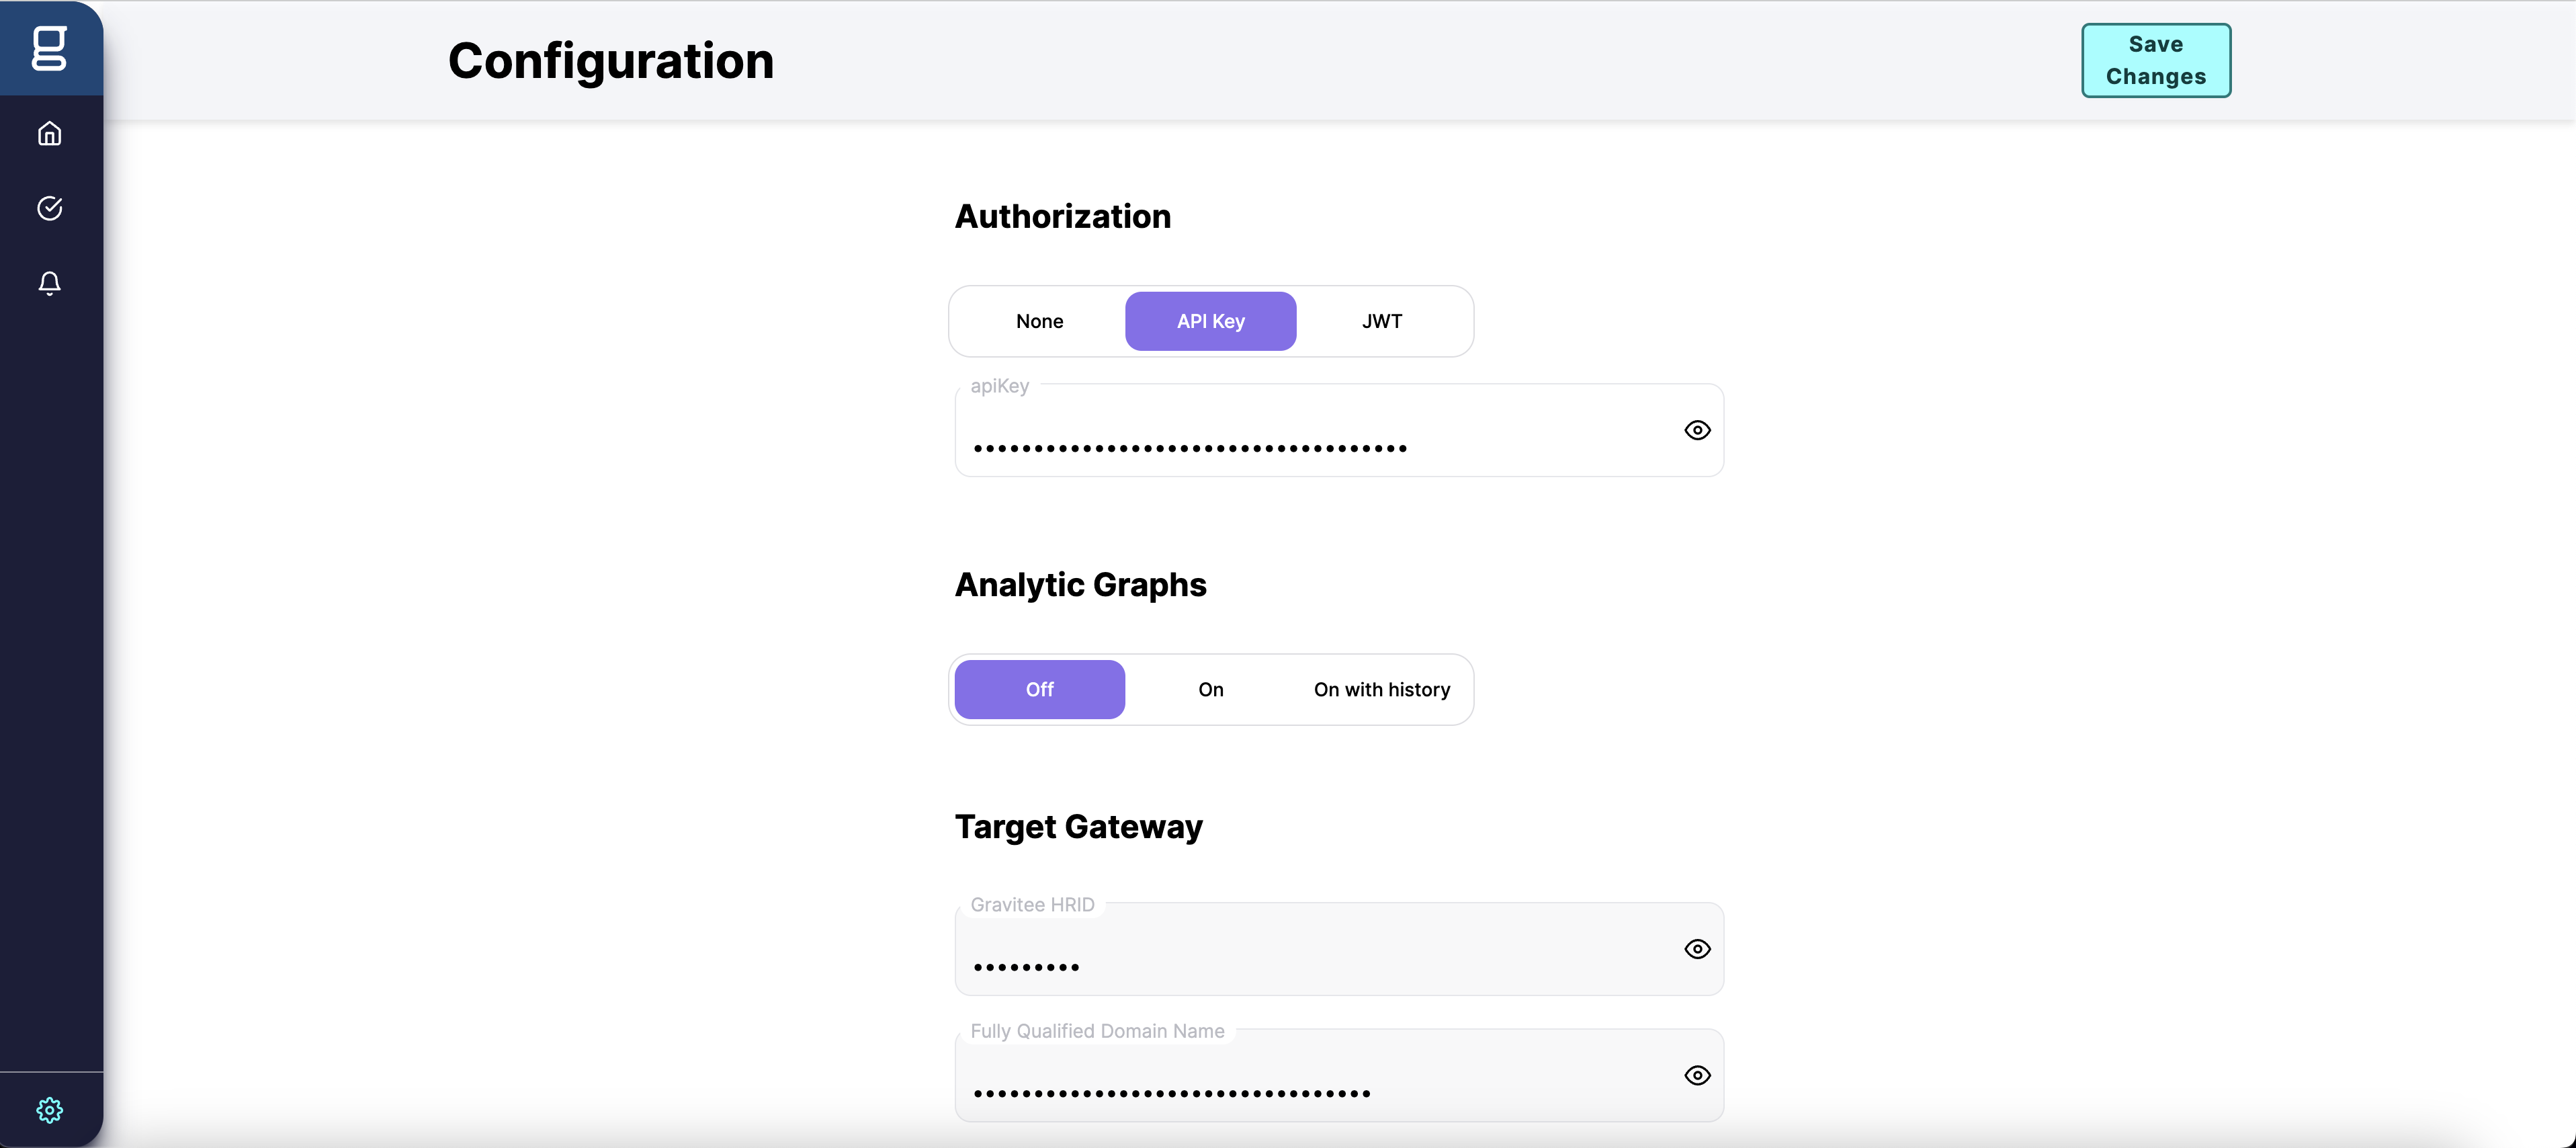 g
Configuration
Save
Changes
Authorization
None API Key JWT
apiKey
••••••••••••••••••••••••••••••••••••
Analytic Graphs
Off On On with history
Target Gateway
Gravitee HRID
•••••••••
Fully Qualified Domain Name
•••••••••••••••••••••••••••••••••